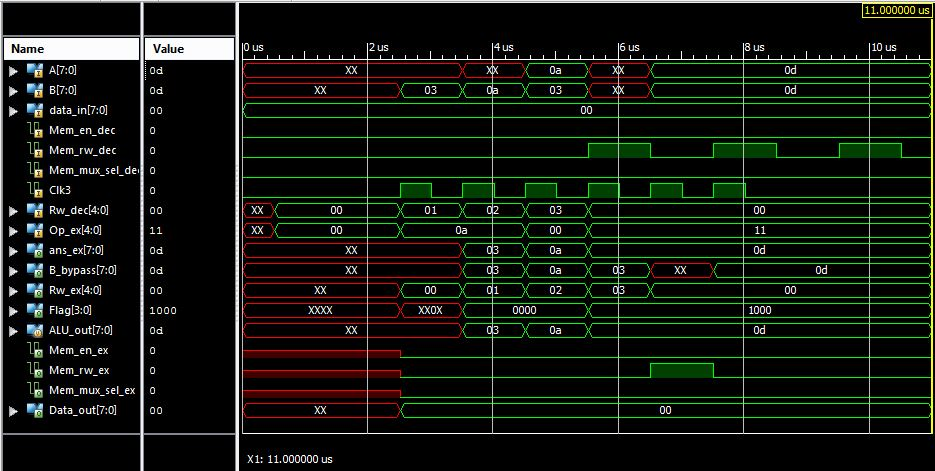 11.000000 us
Name Value
0 us 2 us 4 us 6 us 8 us 10 us
A[7:0] 0d XX XX 0a XX 0d
B[7:0] 0d XX 03 0a 03 XX 0d
data_in[7:0] 00 00
Mem_en_dec 0
Mem_rw_dec 0
Mem_mux_sel_dec 0
Clk3 0
Rw_dec[4:0] 00 XX 00 01 02 03 00
Op_ex[4:0] 11 XX 00 0a 00 11
ans_ex[7:0] 0d XX 03 0a 0d
B_bypass[7:0] 0d XX 03 0a 03 XX 0d
Rw_ex[4:0] 00 XX 00 01 02 03 00
Flag[3:0] 1000 XXXX XX0X 0000 1000
ALU_out[7:0] 0d XX 03 0a 0d
Mem_en_ex 0
Mem_rw_ex 0
Mem_mux_sel_ex 0
Data_out[7:0] 00 XX 00
X1: 11.000000 us